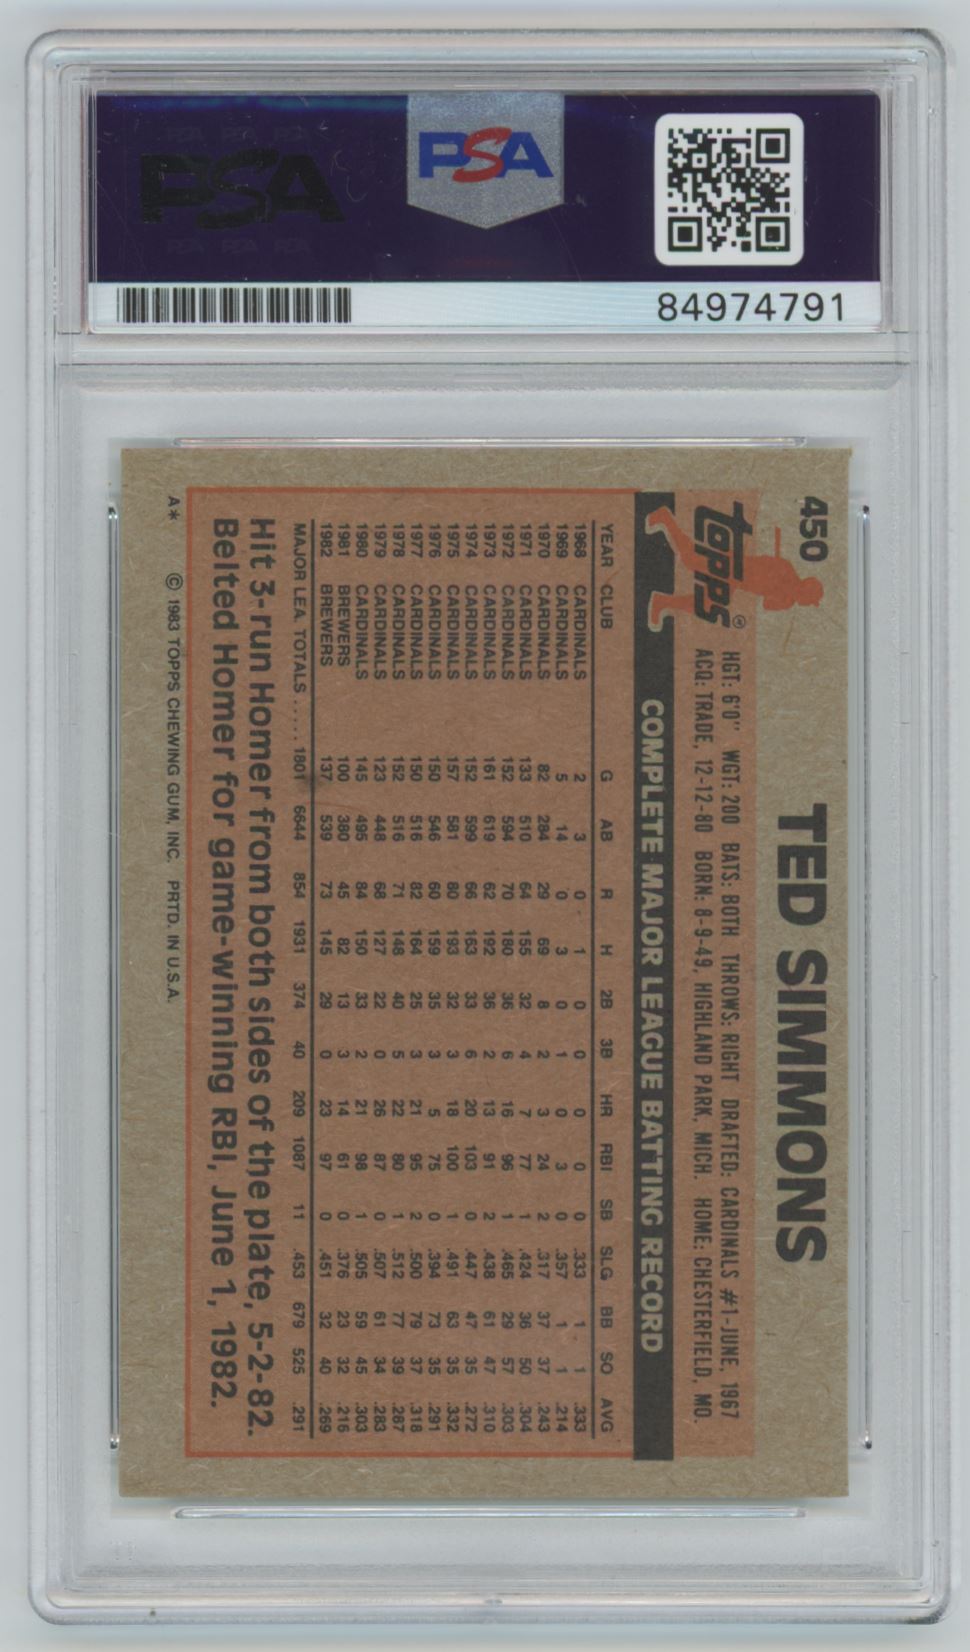 PSA PSA PSA
PSA
PSA PSA PSA
PSA
84974791
450
TED SIMMONS
TOPPS®
HGT: 6'0" WGT: 200 BATS: BOTH THROWS: RIGHT DRAFTED: CARDINALS #1-JUNE, 1967
ACQ: TRADE, 12-12-80 BORN: 8-9-49, HIGHLAND PARK, MICH. HOME: CHESTERFIELD, MO.
COMPLETE MAJOR LEAGUE BATTING RECORD
YEAR CLUB G AB R H 2B 3B HR RBI SB SLG BB SO AVG
1968 CARDINALS 2 3 0 1 0 0 0 0 0 .333 1 1 .333
1969 CARDINALS 5 14 0 3 0 1 0 3 0 .357 1 1 .214
1970 CARDINALS 82 284 29 69 8 2 3 24 2 .317 37 37 .243
1971 CARDINALS 133 510 64 155 32 4 7 77 1 .424 36 50 .304
1972 CARDINALS 152 594 70 180 36 6 16 96 1 .465 29 57 .303
1973 CARDINALS 161 619 62 192 36 2 13 91 2 .438 61 47 .310
1974 CARDINALS 152 599 66 163 33 6 20 103 0 .447 47 35 .272
1975 CARDINALS 157 581 80 193 32 3 18 100 1 .491 63 35 .332
1976 CARDINALS 150 546 60 159 35 3 5 75 0 .394 73 35 .291
1977 CARDINALS 150 516 82 164 25 3 21 95 2 .500 79 37 .318
1978 CARDINALS 152 516 71 148 40 5 22 80 1 .512 77 39 .287
1979 CARDINALS 123 448 68 127 22 0 26 87 0 .507 61 34 .283
1980 CARDINALS 145 495 84 150 33 2 21 98 1 .505 59 45 .303
1981 BREWERS 100 380 45 82 13 3 14 61 0 .376 23 32 .216
1982 BREWERS 137 539 73 145 29 0 23 97 0 .451 32 40 .269
MAJOR LEA. TOTALS ..... 1801 6644 854 1931 374 40 209 1087 11 .453 679 525 .291
Hit 3-run Homer from both sides of the plate, 5-2-82.
Belted Homer for game-winning RBI, June 1, 1982.
A* © 1983 TOPPS CHEWING GUM, INC. PRTD. IN U.S.A.